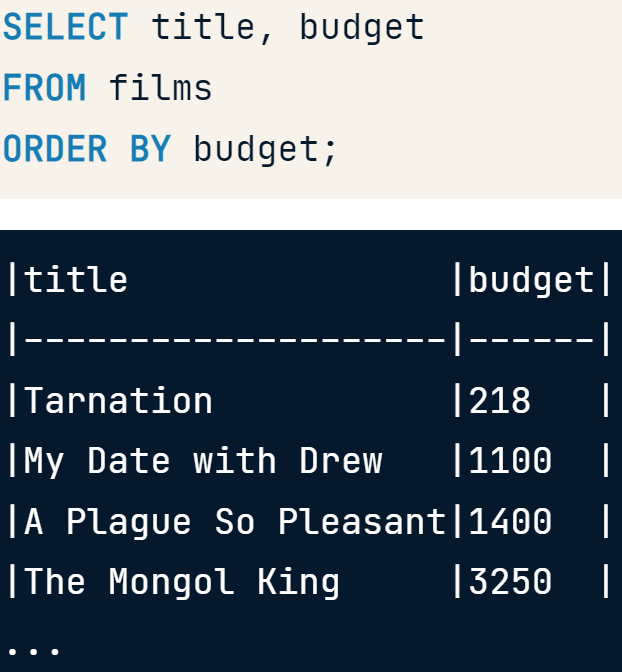 SELECT title, budget
FROM films
ORDER BY budget;
|title               |budget|
|--------------------|------|
|Tarnation           |218   |
|My Date with Drew   |1100  |
|A Plague So Pleasant|1400  |
|The Mongol King     |3250  |
...